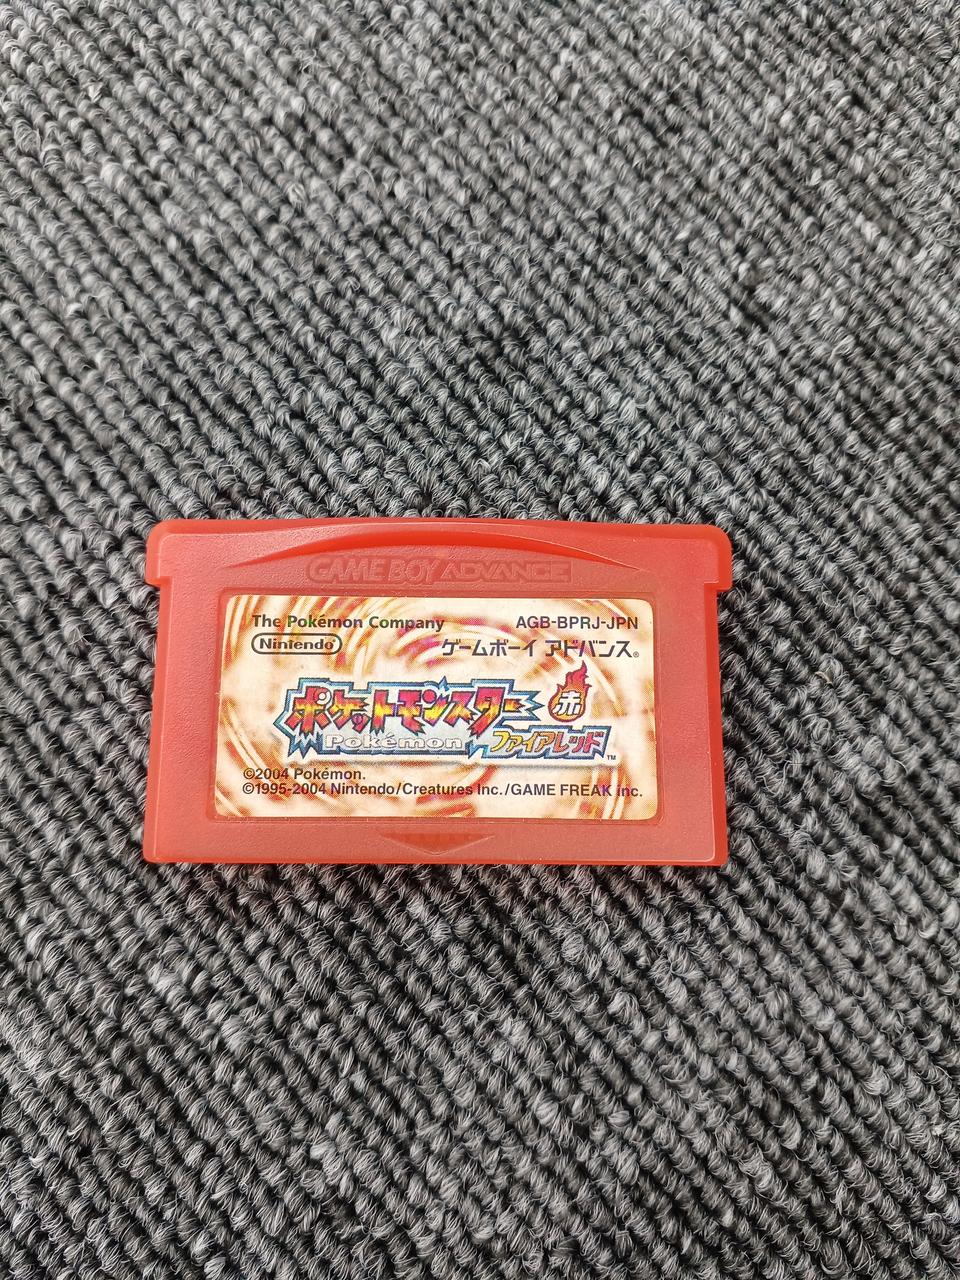 GAME BOY ADVANCE
The Pokémon Company AGB-BPRJ-JPN
Nintendo ゲームボーイ アドバンス®
ポケットモンスター 赤
Pokémon ファイアレッド™
©2004 Pokémon.
©1995-2004 Nintendo/Creatures Inc./GAME FREAK inc.